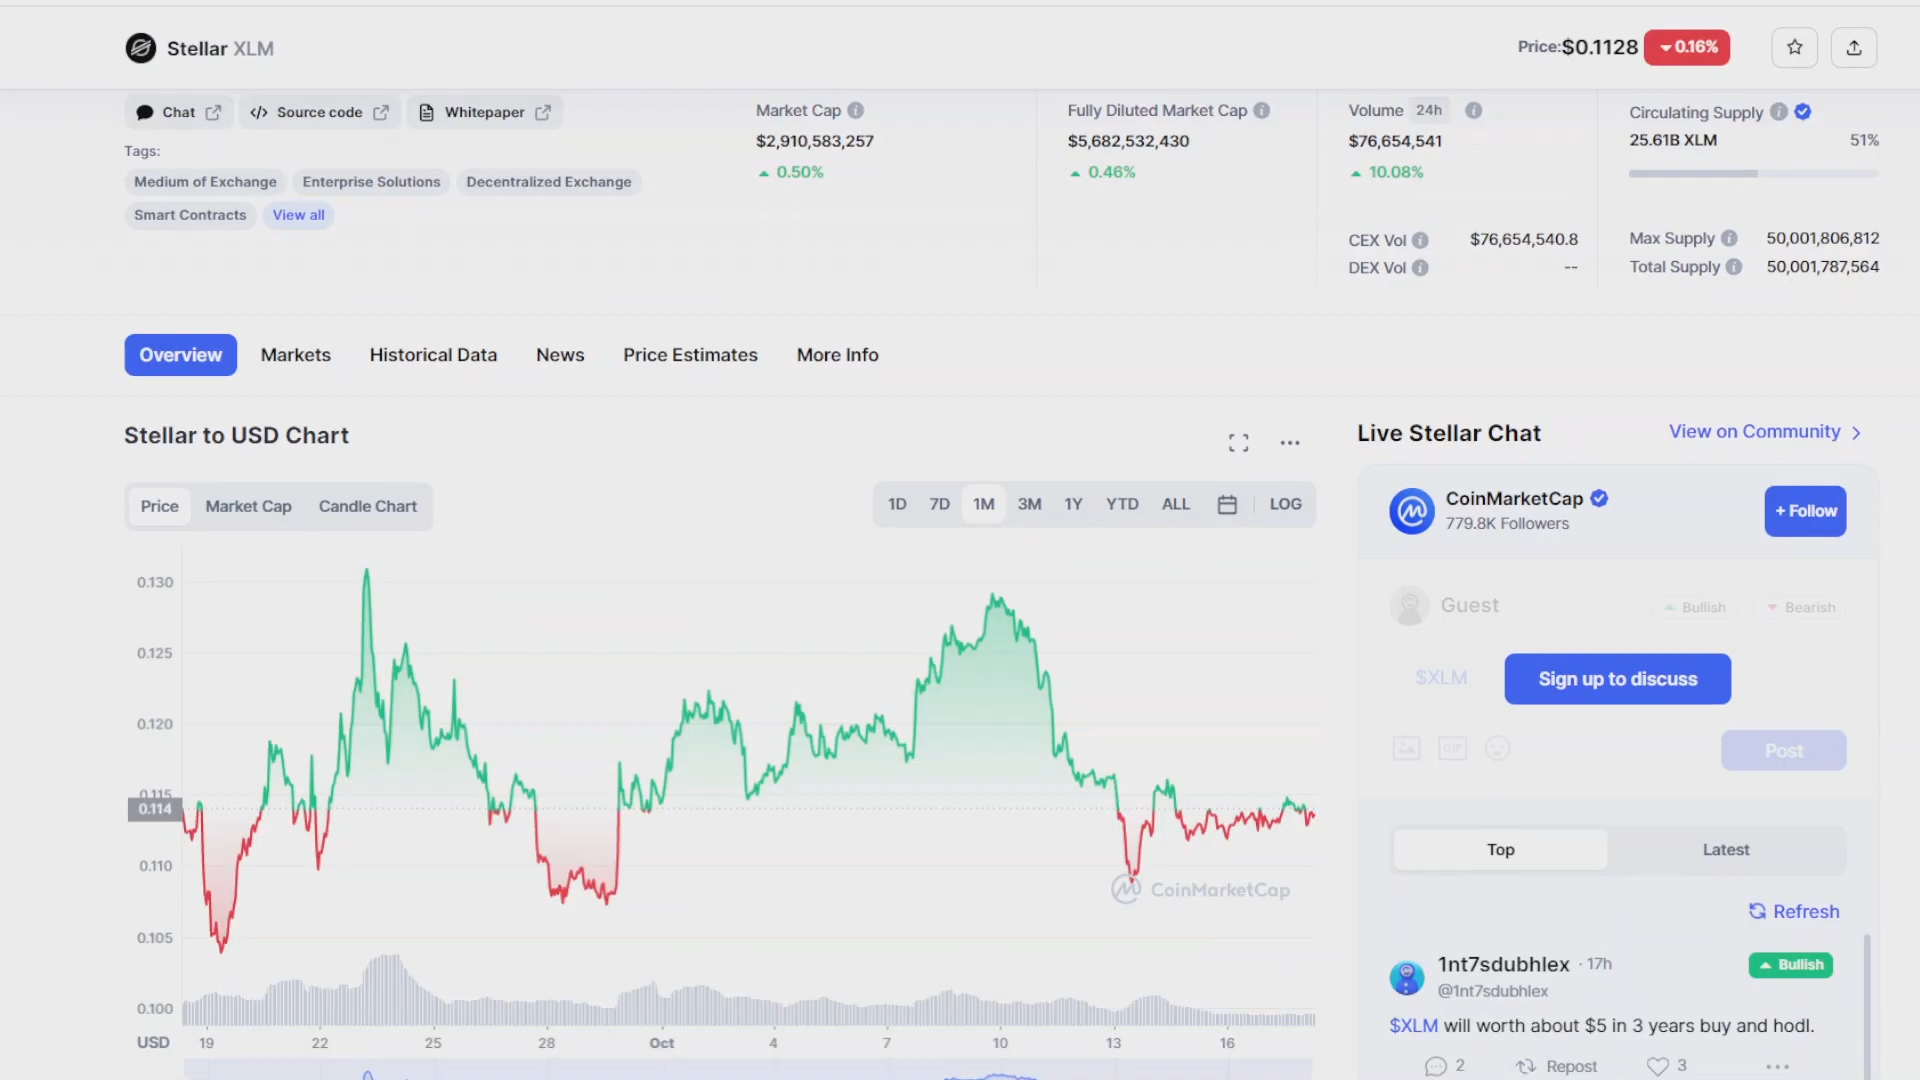 Stellar XLM
Price:$0.1128 0.16%
Chat
Source code
Whitepaper
Tags:
Medium of Exchange
Enterprise Solutions
Decentralized Exchange
Smart Contracts
View all
Market Cap
$2,910,583,257
0.50%
Fully Diluted Market Cap
$5,682,532,430
0.46%
Volume 24h
$76,654,541
10.08%
CEX Vol $76,654,540.8
DEX Vol --
Circulating Supply
25.61B XLM 51%
Max Supply 50,001,806,812
Total Supply 50,001,787,564
Overview
Markets
Historical Data
News
Price Estimates
More Info
Stellar to USD Chart
Price
Market Cap
Candle Chart
1D 7D 1M 3M 1Y YTD ALL LOG
0.130
0.125
0.120
0.115
0.114
0.110
0.105
0.100
CoinMarketCap
USD 19 22 25 28 Oct 4 7 10 13 16
Live Stellar Chat
View on Community
CoinMarketCap
779.8K Followers
+ Follow
Guest
Bullish
Bearish
$XLM
Sign up to discuss
GIF
Post
Top
Latest
Refresh
1nt7sdubhlex · 17h
Bullish
@1nt7sdubhlex
$XLM will worth about $5 in 3 years buy and hodl.
2
Repost
3